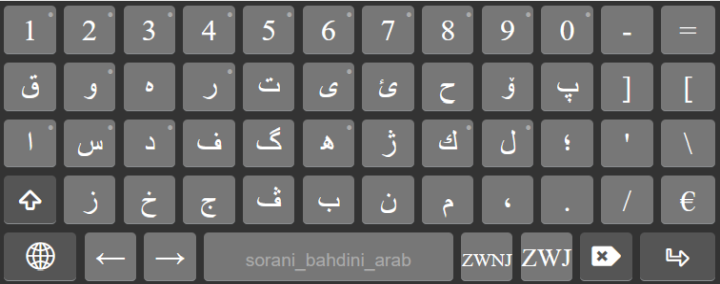 1 2 3 4 5 6 7 8 9 0 - =
ق و ە ر ت ی ئ ح ۆ پ ] [
ا س د ف گ ھ ژ ك ل ؛ ' \
ز خ ج ڤ ب ن م ، . / €
sorani_bahdini_arab ZWNJ ZWJ